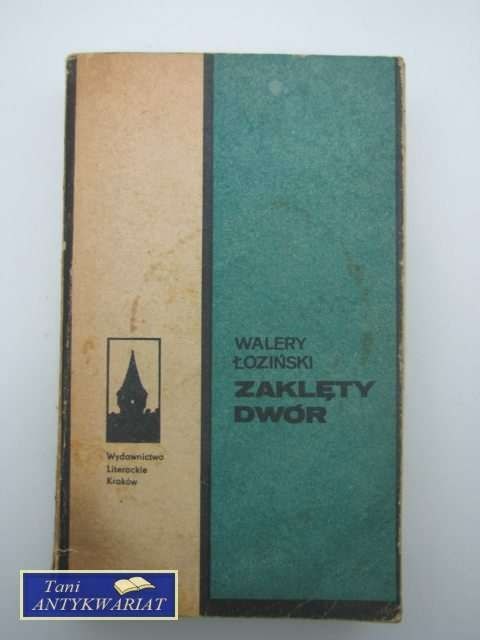 WALERY
ŁOZIŃSKI
ZAKLĘTY
DWÓR
Wydawnictwo
Literackie
Kraków
Tani
ANTYKWARIAT